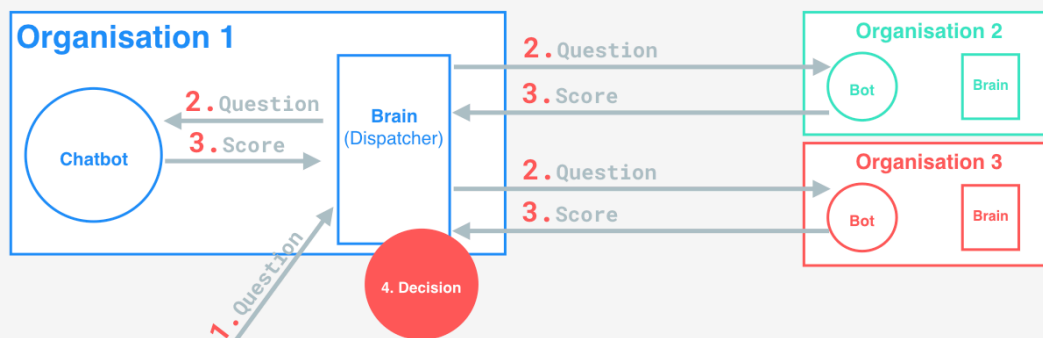 Organisation 1
Chatbot
2. Question
3. Score
Brain
(Dispatcher)
1. Question
4. Decision
2. Question
3. Score
2. Question
3. Score
Organisation 2
Bot
Brain
Organisation 3
Bot
Brain